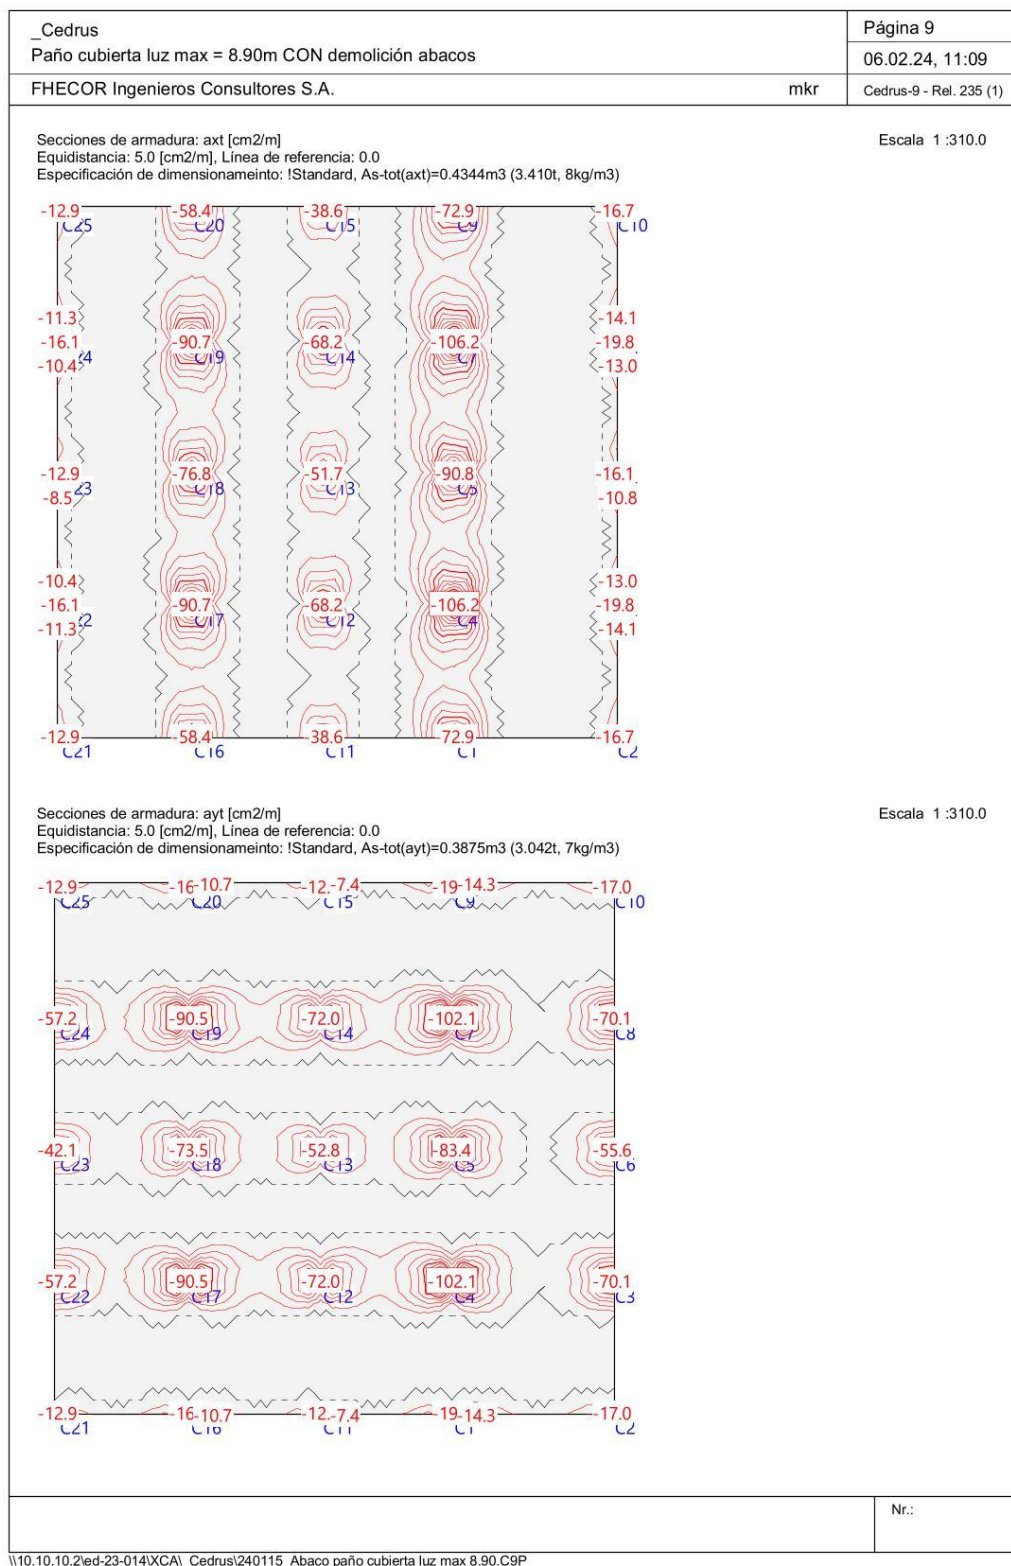 _Cedrus
Página 9
Paño cubierta luz max = 8.90m CON demolición abacos
06.02.24, 11:09
FHECOR Ingenieros Consultores S.A.
mkr
Cedrus-9 - Rel. 235 (1)
Secciones de armadura: axt [cm2/m]
Escala 1 :310.0
Equidistancia: 5.0 [cm2/m], Línea de referencia: 0.0
Especificación de dimensionameinto: !Standard, As-tot(axt)=0.4344m3 (3.410t, 8kg/m3)
-12.9 -58.4 -38.6 -72.9 -16.7
C25 C20 C15 C9 C10
-11.3 -14.1
-16.1 -90.7 -68.2 -106.2 -19.8
C19 C14 C7
-10.4 -13.0
-12.9 -76.8 -51.7 -90.8 -16.1
C18 C13 C5
-8.5 -10.8
-10.4 -13.0
-16.1 -90.7 -68.2 -106.2 -19.8
C17 C12 C4
-11.3 -14.1
-12.9 -58.4 -38.6 -72.9 -16.7
C21 C16 C11 C1 C2
Secciones de armadura: ayt [cm2/m]
Escala 1 :310.0
Equidistancia: 5.0 [cm2/m], Línea de referencia: 0.0
Especificación de dimensionameinto: !Standard, As-tot(ayt)=0.3875m3 (3.042t, 7kg/m3)
-12.9 -10.7 -7.4 -14.3 -17.0
C25 C20 C15 C9 C10
-57.2 -90.5 -72.0 -102.1 -70.1
C24 C19 C14 C7 C8
-42.1 -73.5 -52.8 -83.4 -55.6
C23 C18 C13 C5 C6
-57.2 -90.5 -72.0 -102.1 -70.1
C22 C17 C12 C4 C3
-12.9 -10.7 -7.4 -14.3 -17.0
C21 C16 C11 C1 C2
Nr.:
\\10.10.10.2\ed-23-014\XCA\_Cedrus\240115_Abaco paño cubierta luz max 8.90.C9P